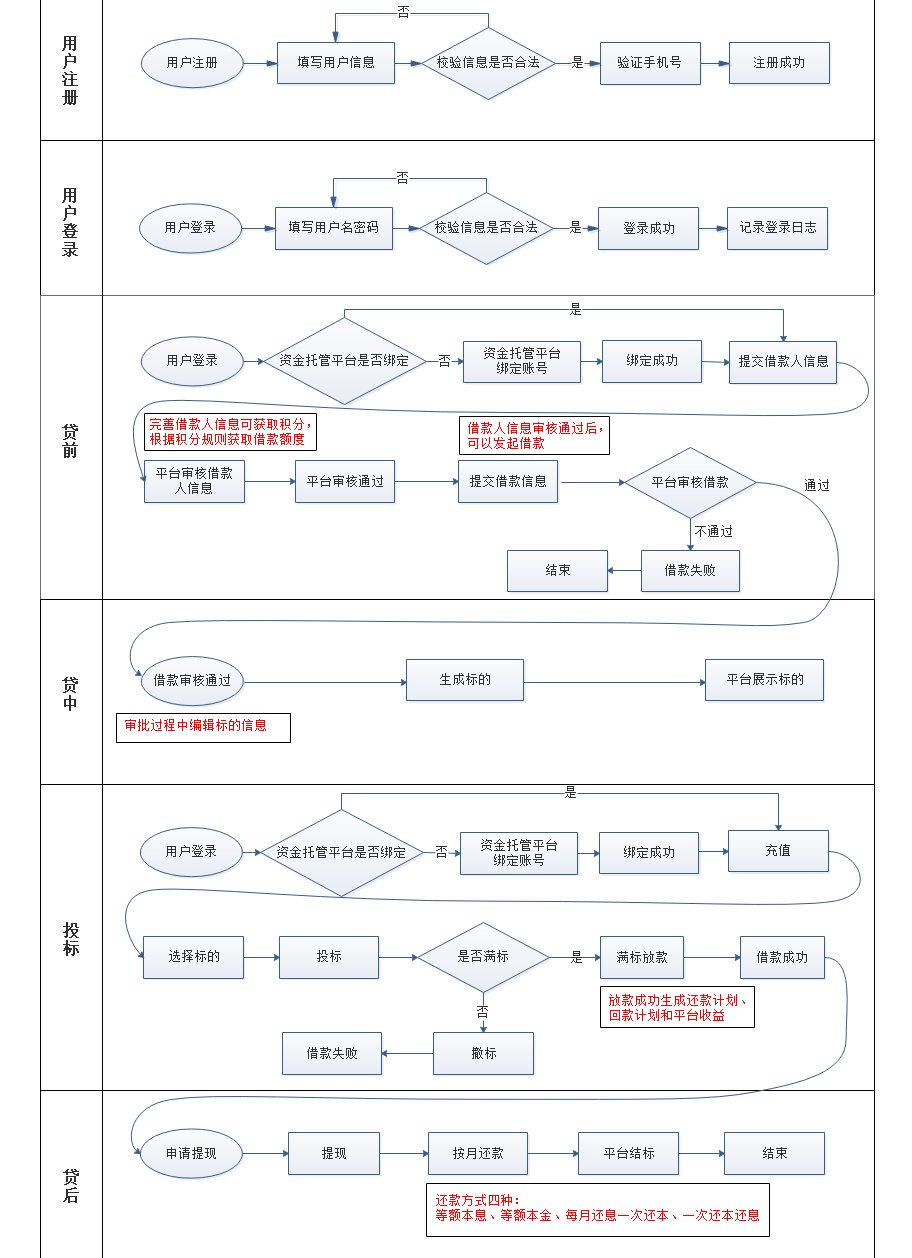 用户注册
否
用户注册
填写用户信息
校验信息是否合法
是
验证手机号
注册成功
用户登录
否
用户登录
填写用户名密码
校验信息是否合法
是
登录成功
记录登录日志
贷前
是
用户登录
资金托管平台是否绑定
否
资金托管平台
绑定账号
绑定成功
提交借款人信息
完善借款人信息可获取积分，
根据积分规则获取借款额度
借款人信息审核通过后，
可以发起借款
平台审核借款
人信息
平台审核通过
提交借款信息
平台审核借款
通过
不通过
结束
借款失败
贷中
借款审核通过
生成标的
平台展示标的
审批过程中编辑标的信息
投标
是
用户登录
资金托管平台是否绑定
否
资金托管平台
绑定账号
绑定成功
充值
选择标的
投标
是否满标
是
满标放款
借款成功
放款成功生成还款计划、
回款计划和平台收益
否
借款失败
撤标
贷后
申请提现
提现
按月还款
平台结标
结束
还款方式四种：
等额本息、等额本金、每月还息一次还本、一次还本还息